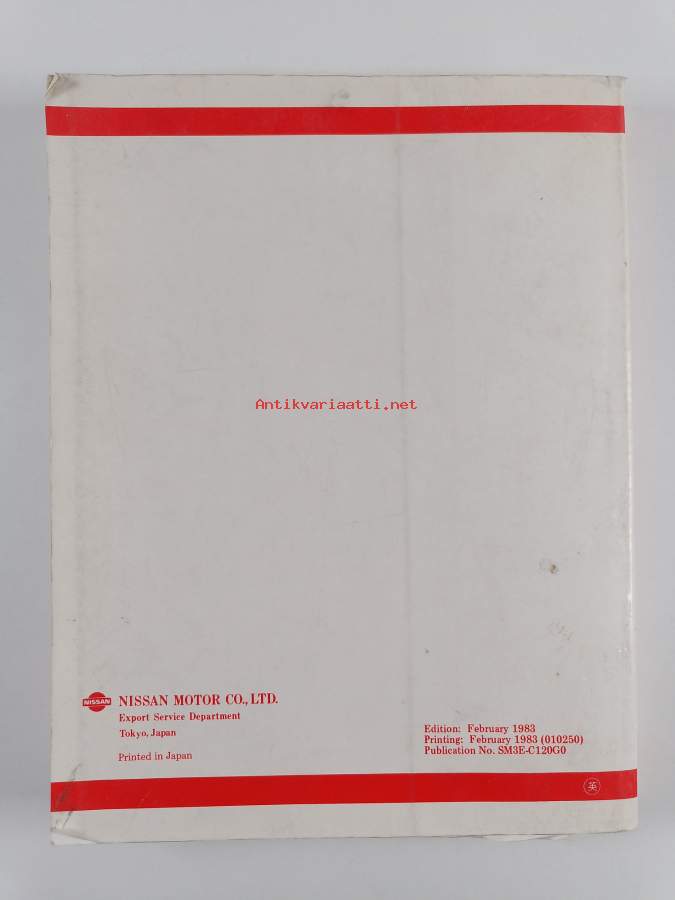 Antikvariaatti.net
NISSAN
NISSAN MOTOR CO., LTD.
Export Service Department
Tokyo, Japan
Printed in Japan
Edition: February 1983
Printing: February 1983 (010250)
Publication No. SM3E-C120G0
英